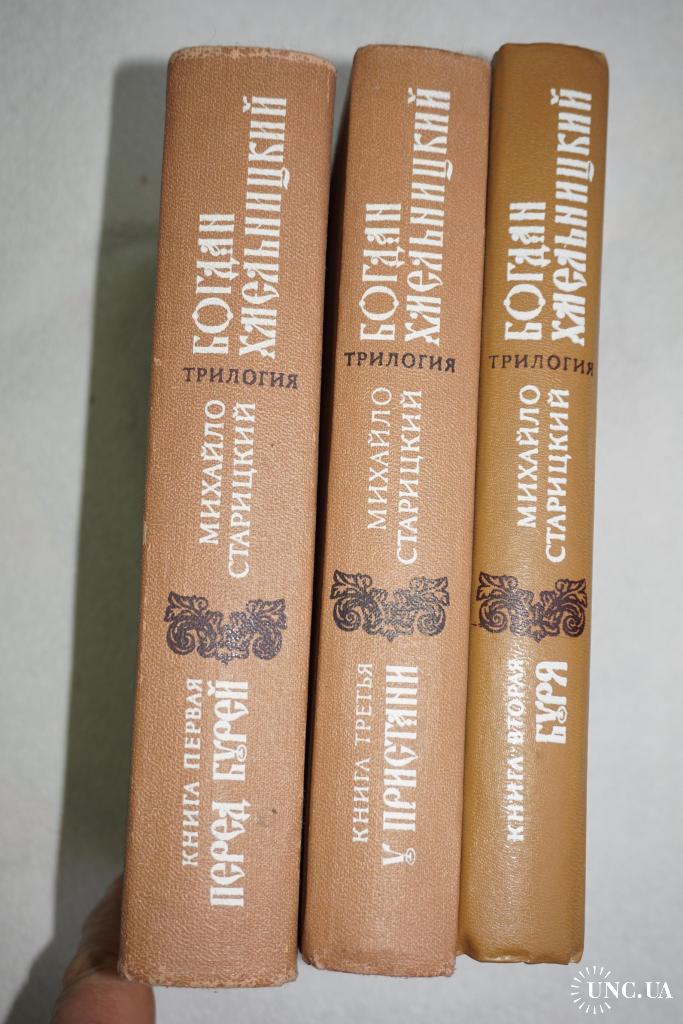 БОГДАН
ХМЕЛЬНИЦКИЙ
ТРИЛОГИЯ
МИХАЙЛО
СТАРИЦКИЙ
КНИГА ПЕРВАЯ
ПЕРЕД БУРЕЙ
БОГДАН
ХМЕЛЬНИЦКИЙ
ТРИЛОГИЯ
МИХАЙЛО
СТАРИЦКИЙ
КНИГА ТРЕТЬЯ
У ПРИСТАНИ
БОГДАН
ХМЕЛЬНИЦКИЙ
ТРИЛОГИЯ
МИХАЙЛО
СТАРИЦКИЙ
КНИГА ВТОРАЯ
БУРЯ
UNC.UA